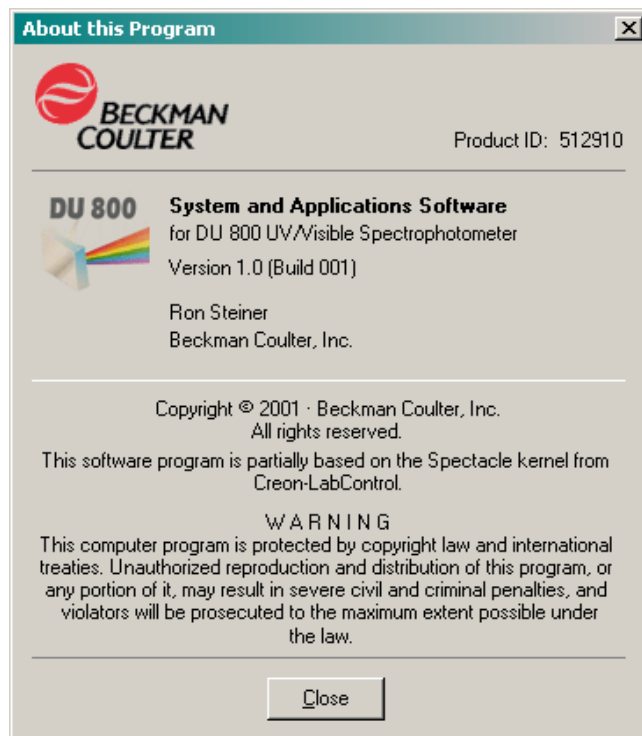 About this Program
BECKMAN
COULTER
Product ID: 512910
DU 800
System and Applications Software
for DU 800 UV/Visible Spectrophotometer
Version 1.0 (Build 001)
Ron Steiner
Beckman Coulter, Inc.
Copyright © 2001 · Beckman Coulter, Inc.
All rights reserved.
This software program is partially based on the Spectacle kernel from
Creon-LabControl.
W A R N I N G
This computer program is protected by copyright law and international
treaties. Unauthorized reproduction and distribution of this program, or
any portion of it, may result in severe civil and criminal penalties, and
violators will be prosecuted to the maximum extent possible under
the law.
Close